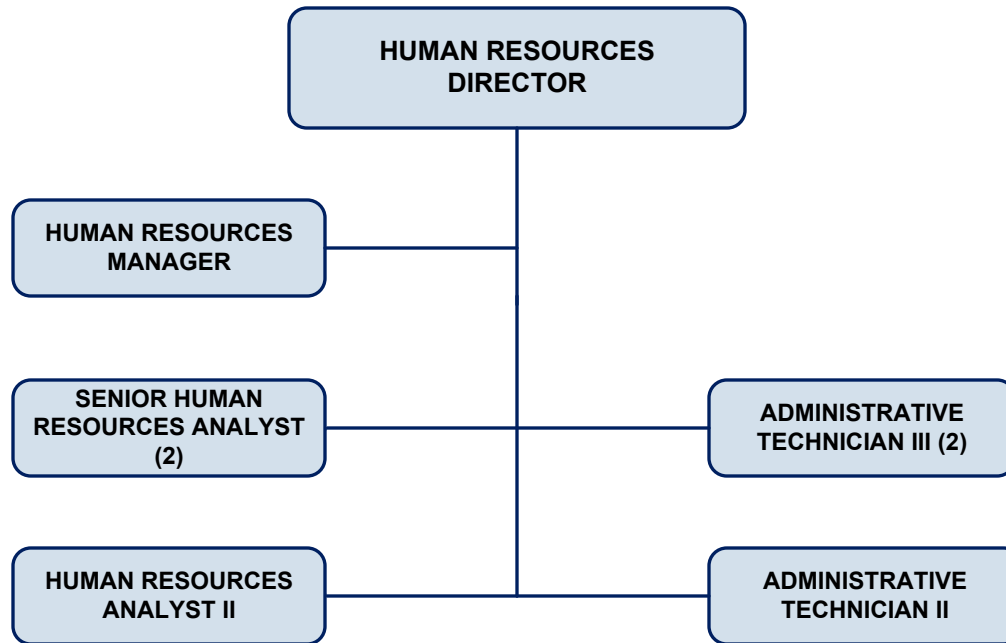 HUMAN RESOURCES
DIRECTOR
HUMAN RESOURCES
MANAGER
SENIOR HUMAN
RESOURCES ANALYST
(2)
ADMINISTRATIVE
TECHNICIAN III (2)
HUMAN RESOURCES
ANALYST II
ADMINISTRATIVE
TECHNICIAN II